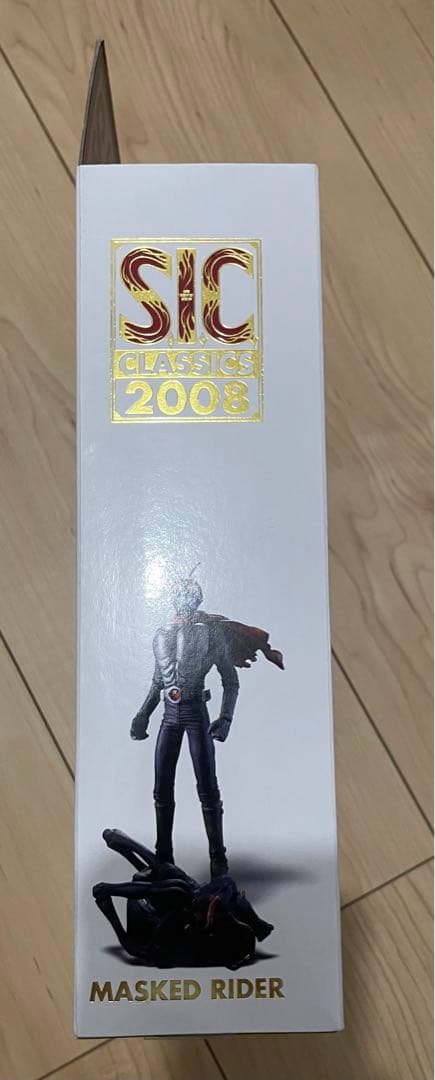 S.I.C
CLASSICS
2008
MASKED RIDER